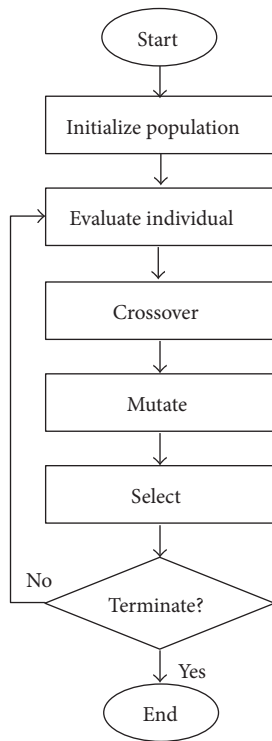 Start
Initialize population
Evaluate individual
Crossover
Mutate
Select
No
Terminate?
Yes
End